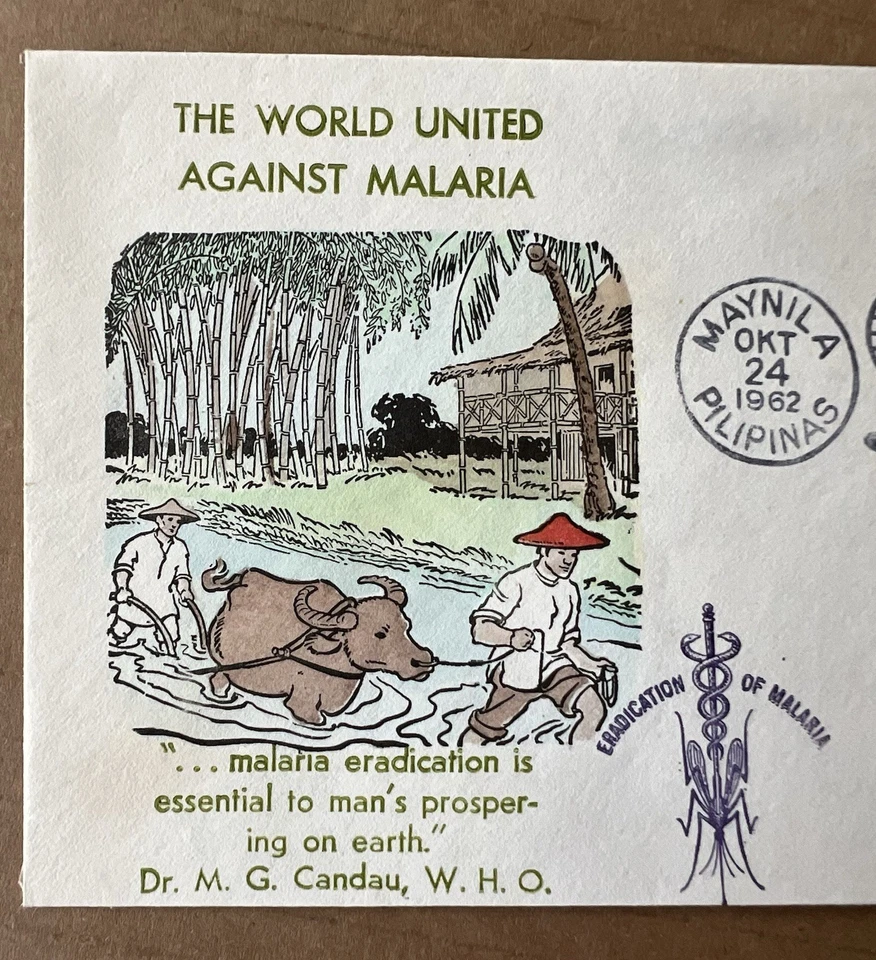 THE WORLD UNITED
AGAINST MALARIA
MAYNILA
OKT
24
1962
PILIPINAS
ERADICATION OF MALARIA
"... malaria eradication is
essential to man's prosper-
ing on earth."
Dr. M. G. Candau, W. H. O.